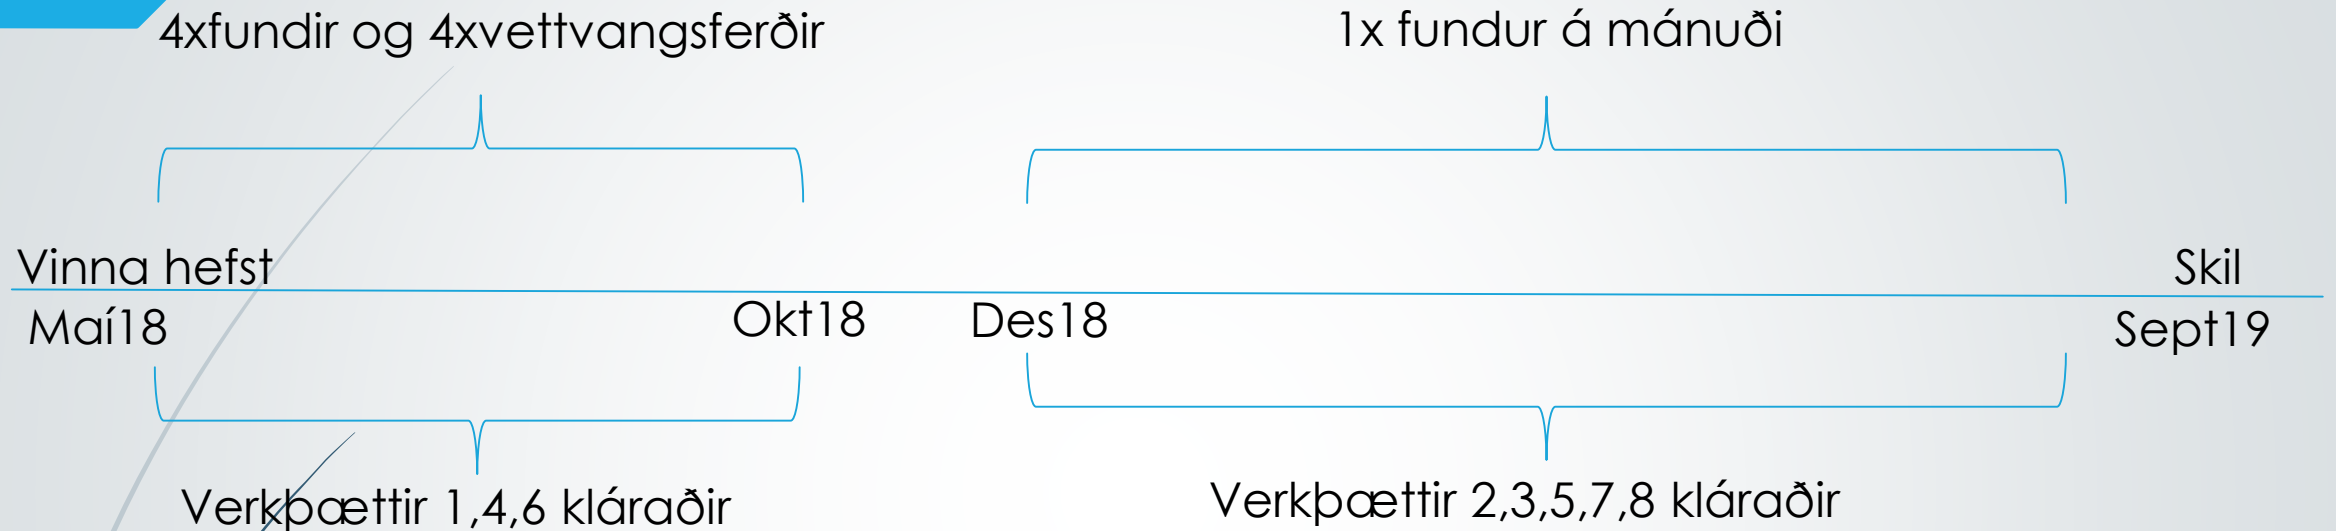 4xfundir og 4xvettvangsferðir
1x fundur á mánuði
Vinna hefst
Skil
Maí18
Okt18
Des18
Sept19
Verkþættir 1,4,6 kláraðir
Verkþættir 2,3,5,7,8 kláraðir